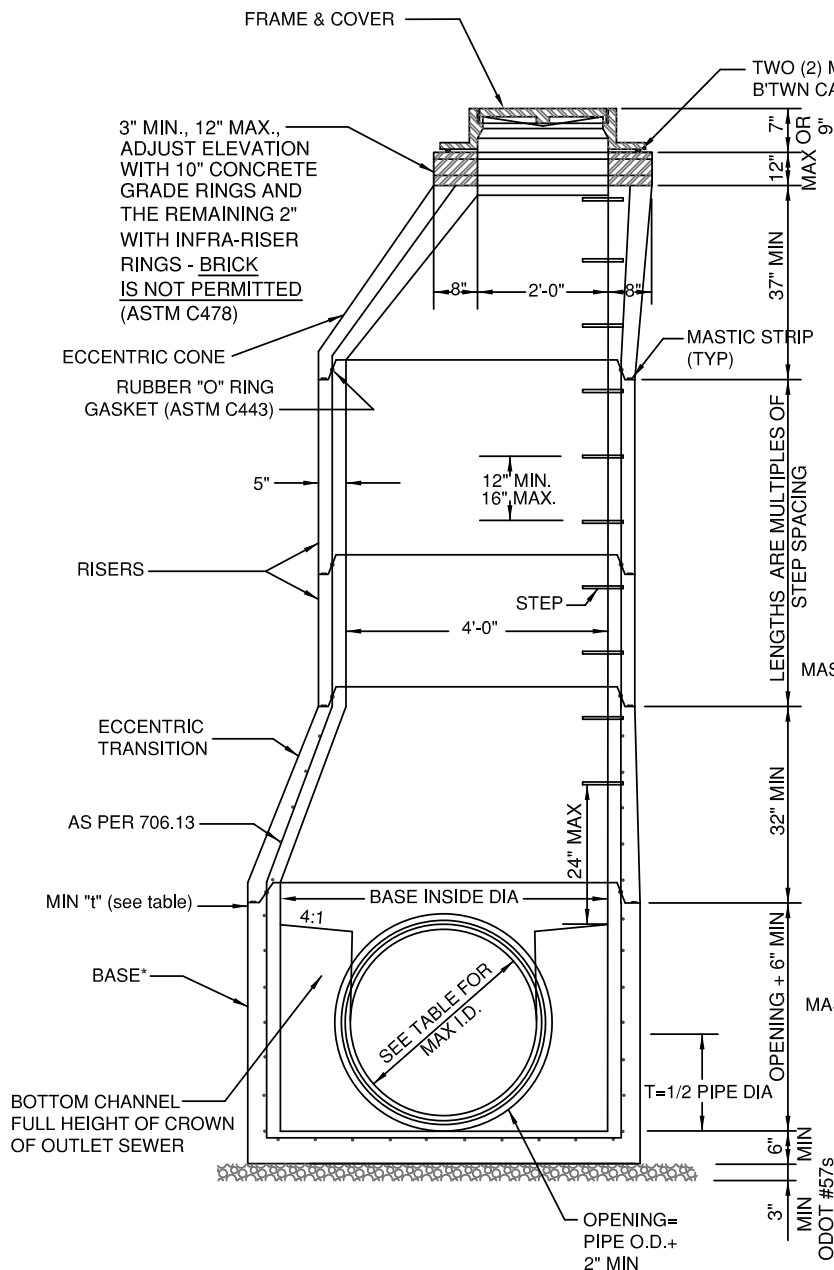 FRAME & COVER
TWO (2) M
B'TWN CA
3" MIN., 12" MAX.,
ADJUST ELEVATION
WITH 10" CONCRETE
GRADE RINGS AND
THE REMAINING 2"
WITH INFRA-RISER
RINGS - BRICK
IS NOT PERMITTED
(ASTM C478)
7" OR 9"
12" MAX
37" MIN
8"
2'-0"
8"
ECCENTRIC CONE
MASTIC STRIP
(TYP)
RUBBER "O" RING
GASKET (ASTM C443)
5"
12" MIN.
16" MAX.
LENGTHS ARE MULTIPLES OF
STEP SPACING
RISERS
STEP
4'-0"
MAS
ECCENTRIC
TRANSITION
32" MIN
24" MAX
AS PER 706.13
MIN "t" (see table)
BASE INSIDE DIA
4:1
BASE*
SEE TABLE FOR
MAX I.D.
OPENING + 6" MIN
MAS
T=1/2 PIPE DIA
BOTTOM CHANNEL
FULL HEIGHT OF CROWN
OF OUTLET SEWER
6" MIN
3" MIN
ODOT #57s
OPENING=
PIPE O.D.+
2" MIN